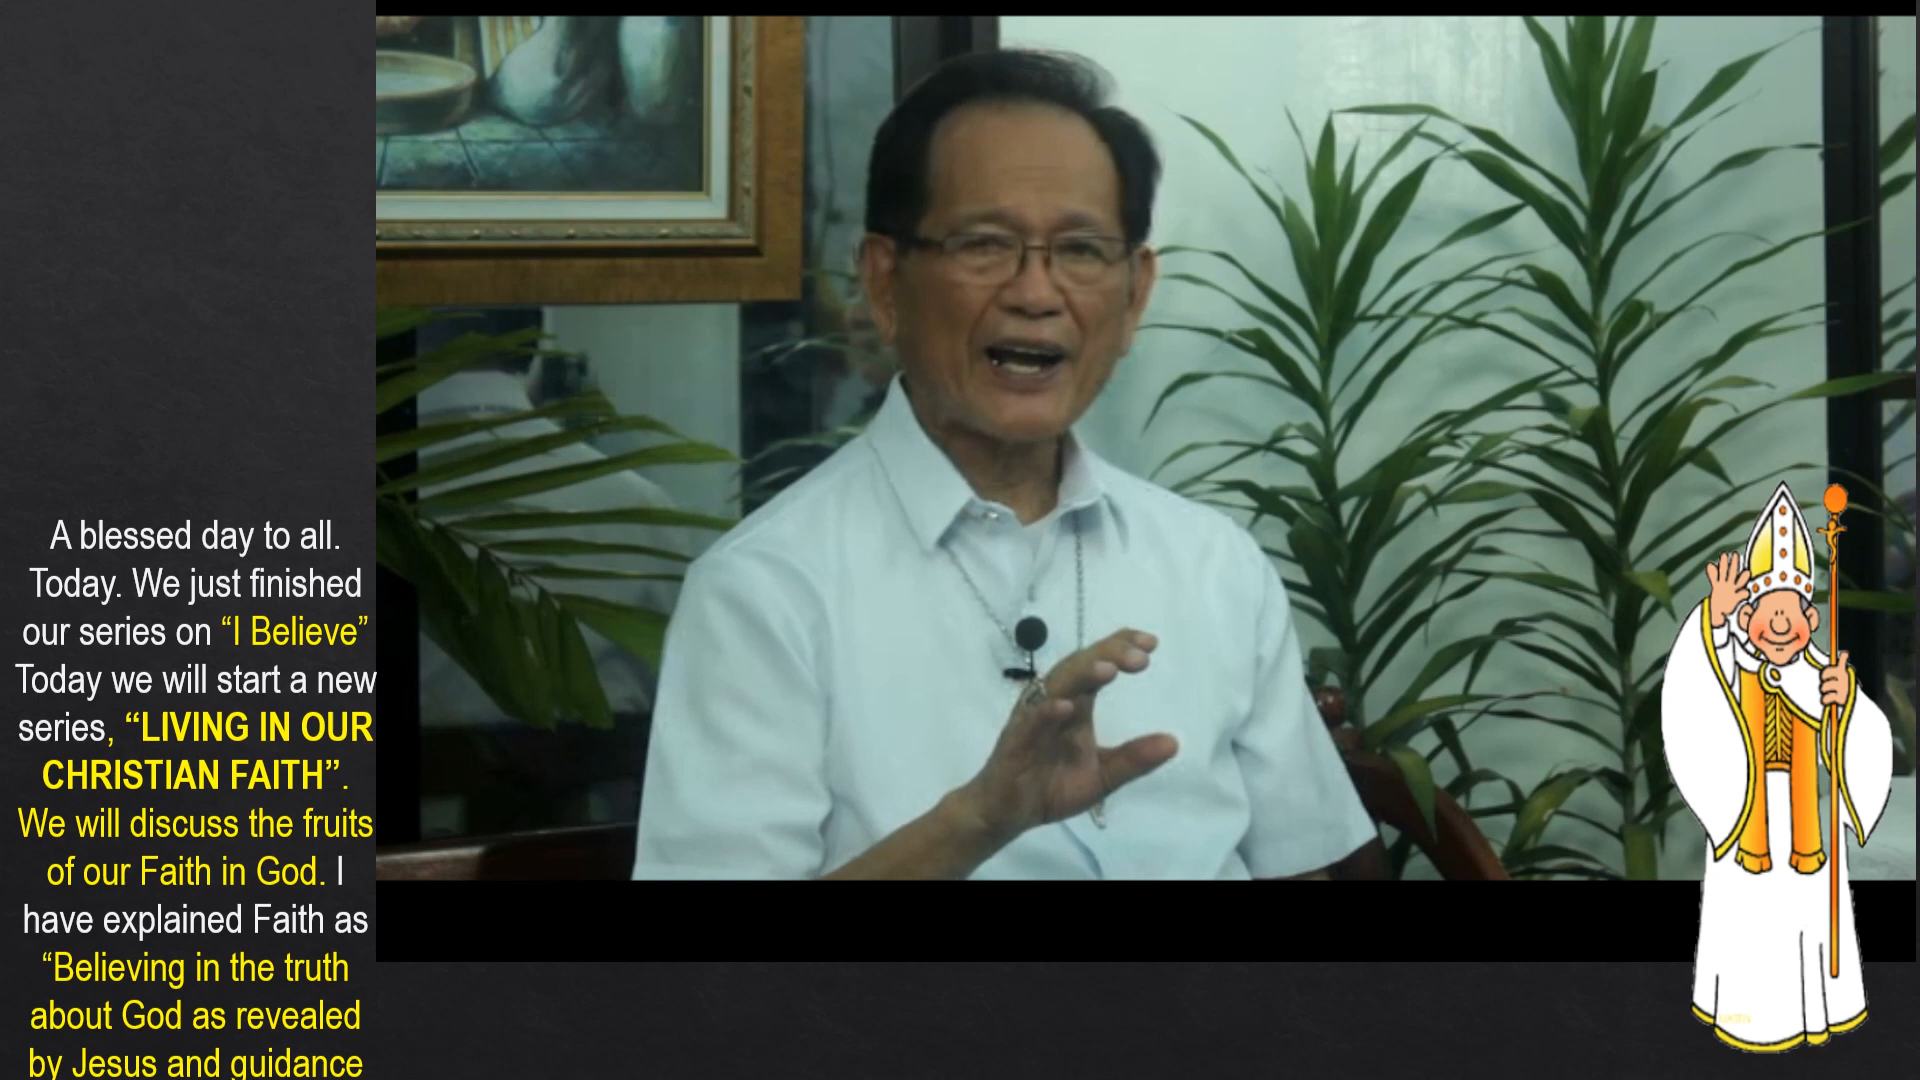 A blessed day to all.
Today. We just finished
our series on “I Believe”
Today we will start a new
series, “LIVING IN OUR
CHRISTIAN FAITH”.
We will discuss the fruits
of our Faith in God. I
have explained Faith as
“Believing in the truth
about God as revealed
by Jesus and guidance